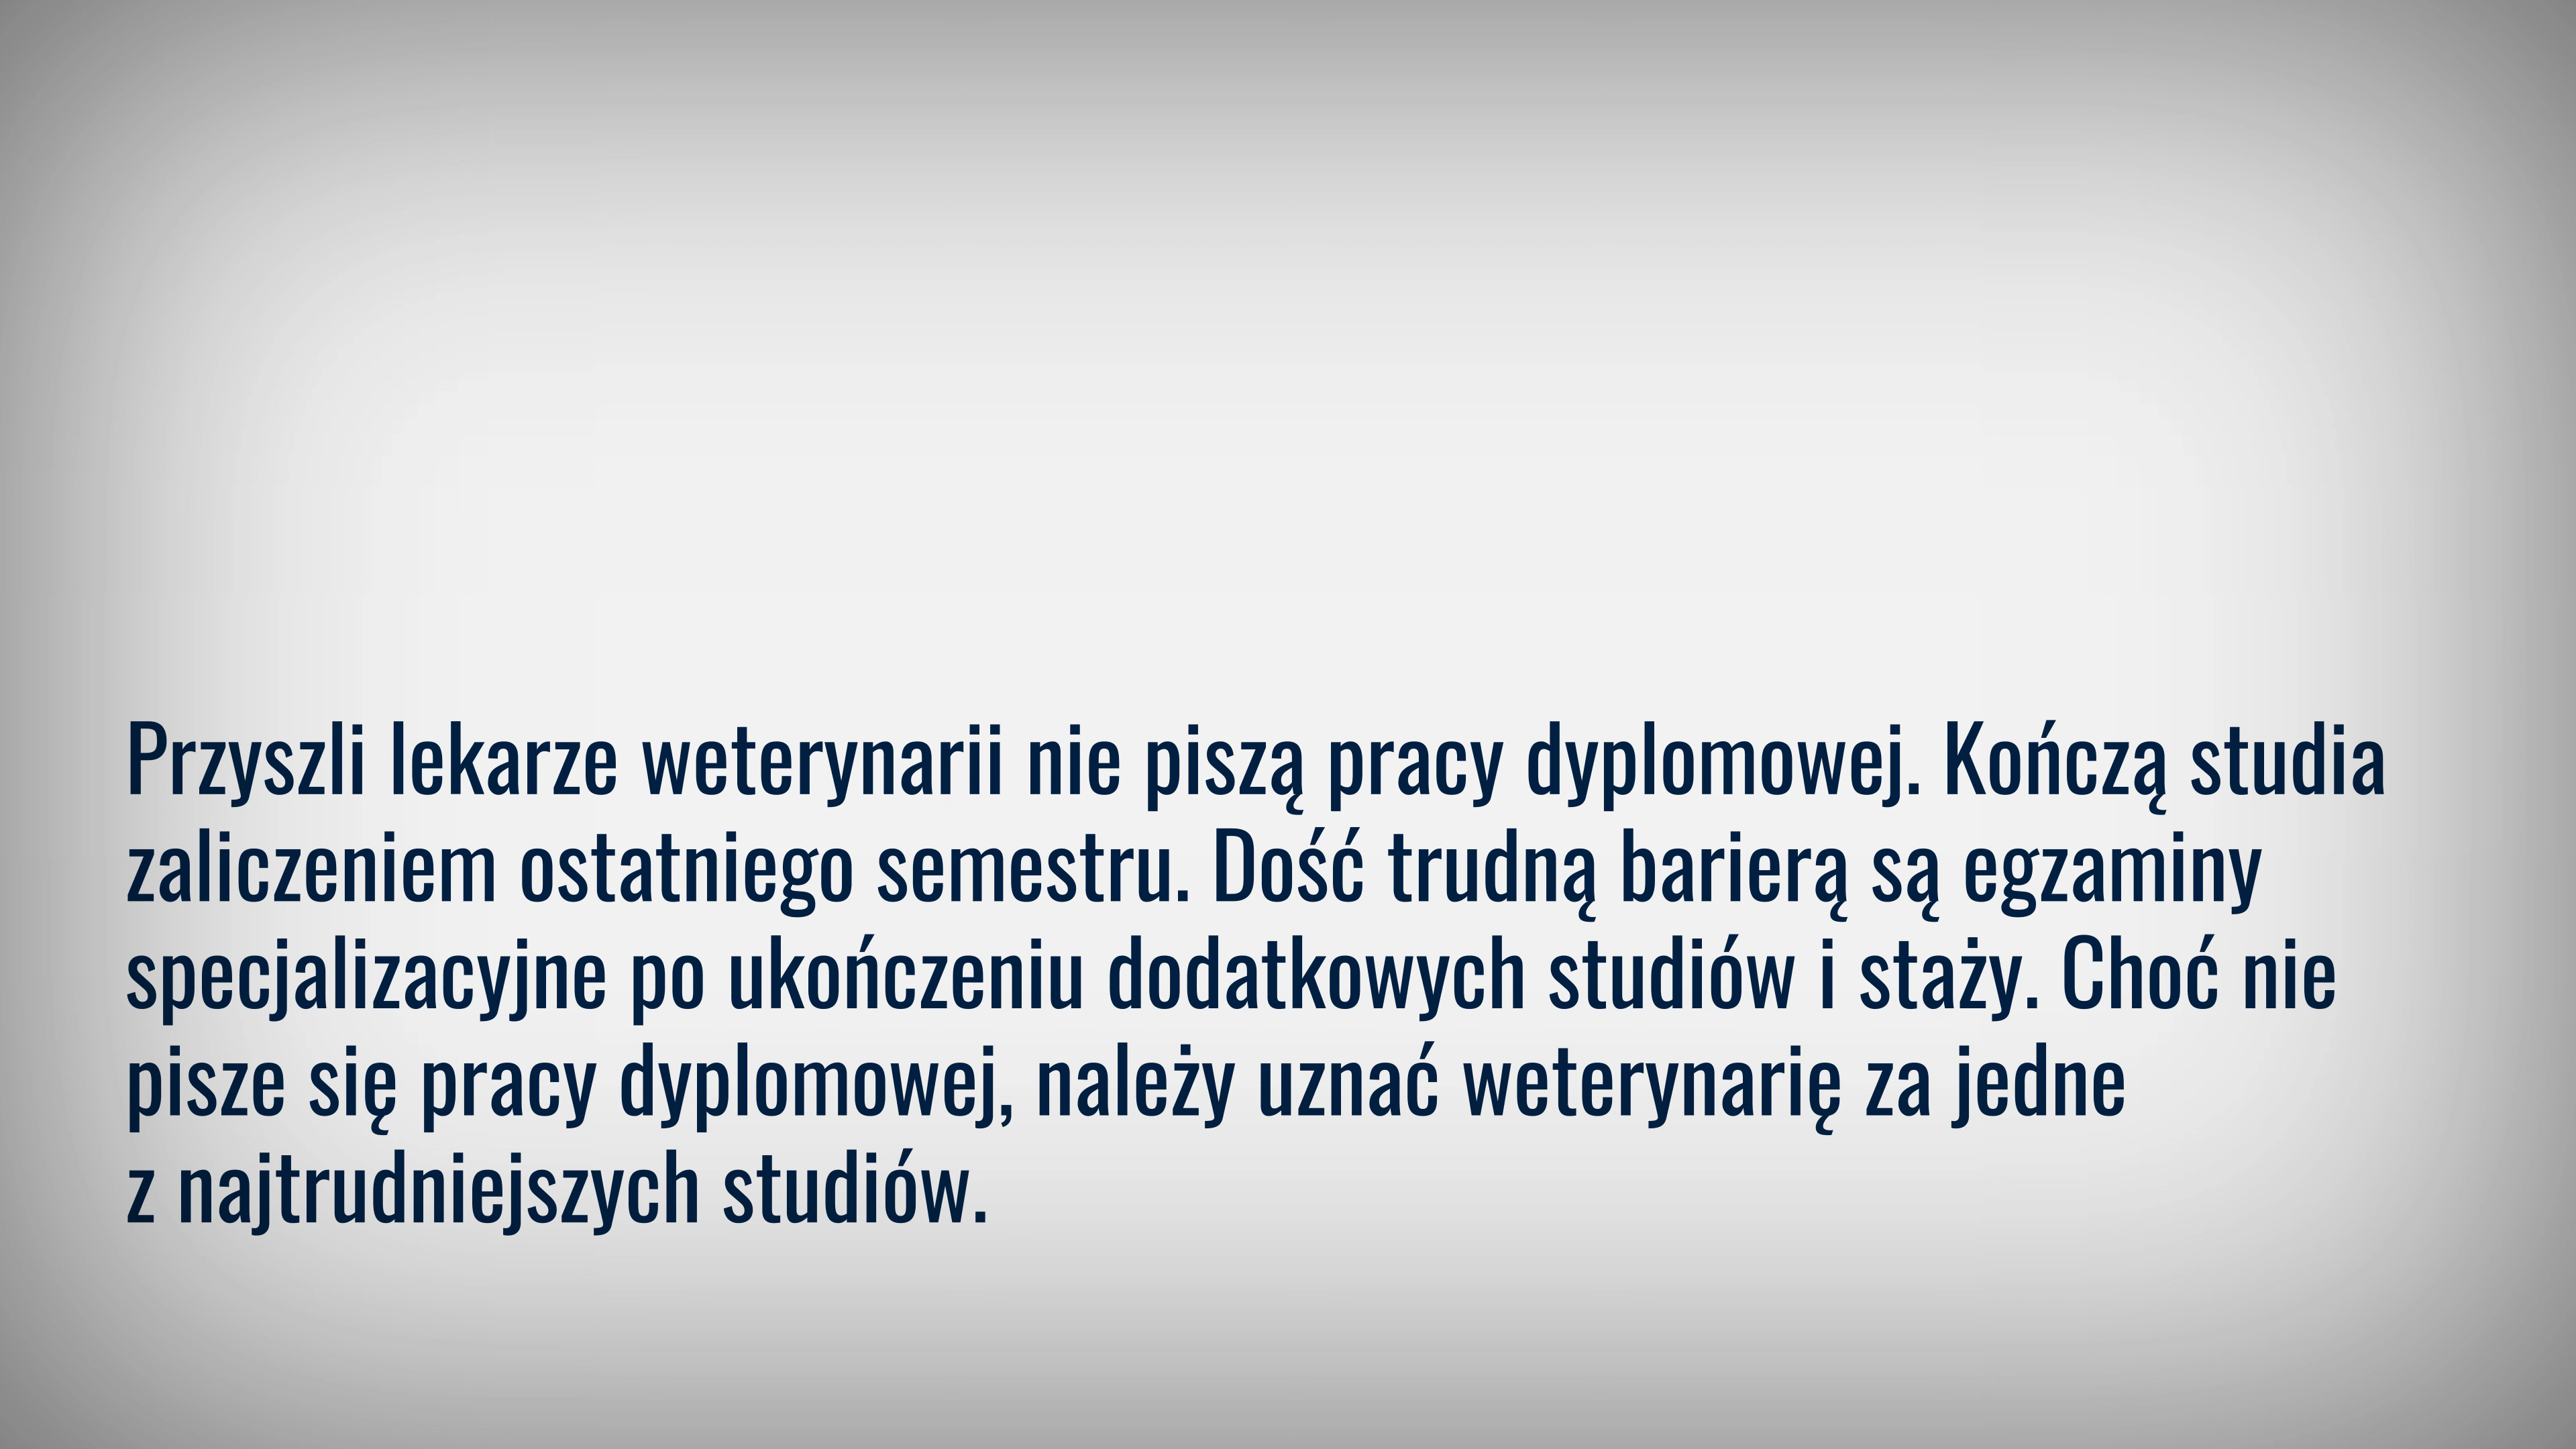 Przyszli lekarze weterynarii nie piszą pracy dyplomowej. Kończą studia
zaliczeniem ostatniego semestru. Dość trudną barierą są egzaminy
specjalizacyjne po ukończeniu dodatkowych studiów i staży. Choć nie
pisze się pracy dyplomowej, należy uznać weterynarię za jedne
z najtrudniejszych studiów.